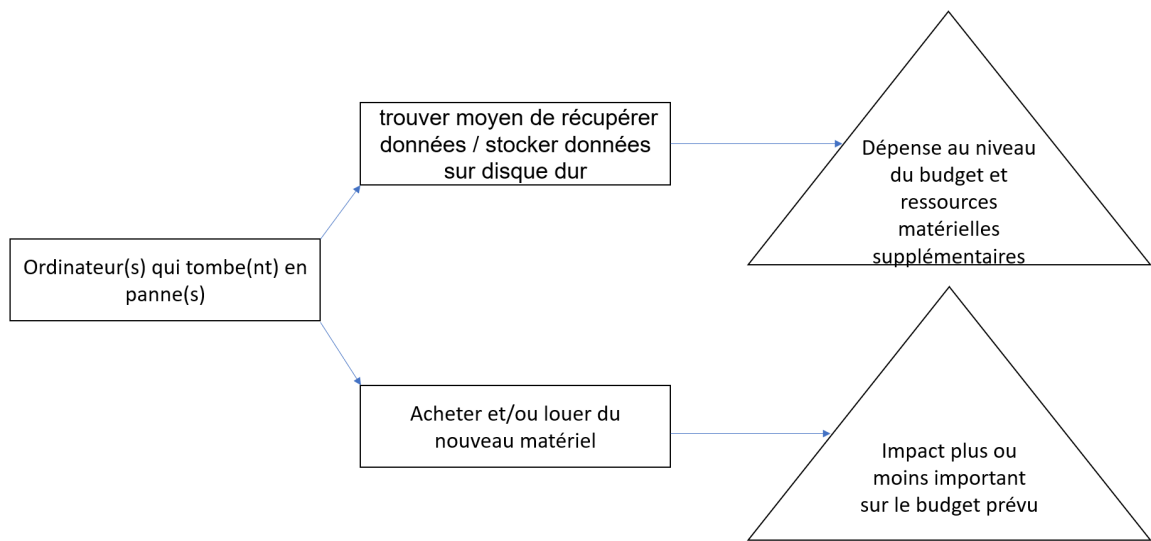 trouver moyen de récupérer
données / stocker données
sur disque dur
Dépense au niveau
du budget et
ressources
matérielles
supplémentaires
Ordinateur(s) qui tombe(nt) en
panne(s)
Acheter et/ou louer du
nouveau matériel
Impact plus ou
moins important
sur le budget prévu